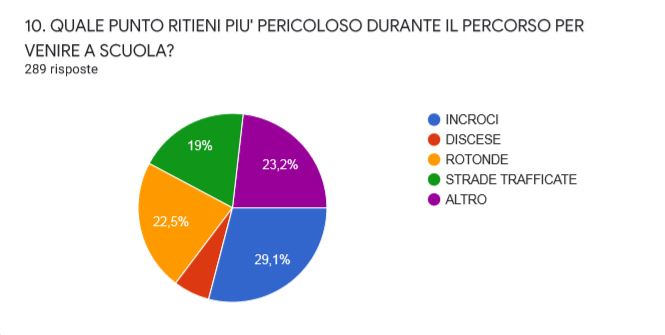 10. QUALE PUNTO RITIENI PIU' PERICOLOSO DURANTE IL PERCORSO PER
VENIRE A SCUOLA?
289 risposte
19%
23,2%
22,5%
29,1%
INCROCI
DISCESE
ROTONDE
STRADE TRAFFICATE
ALTRO